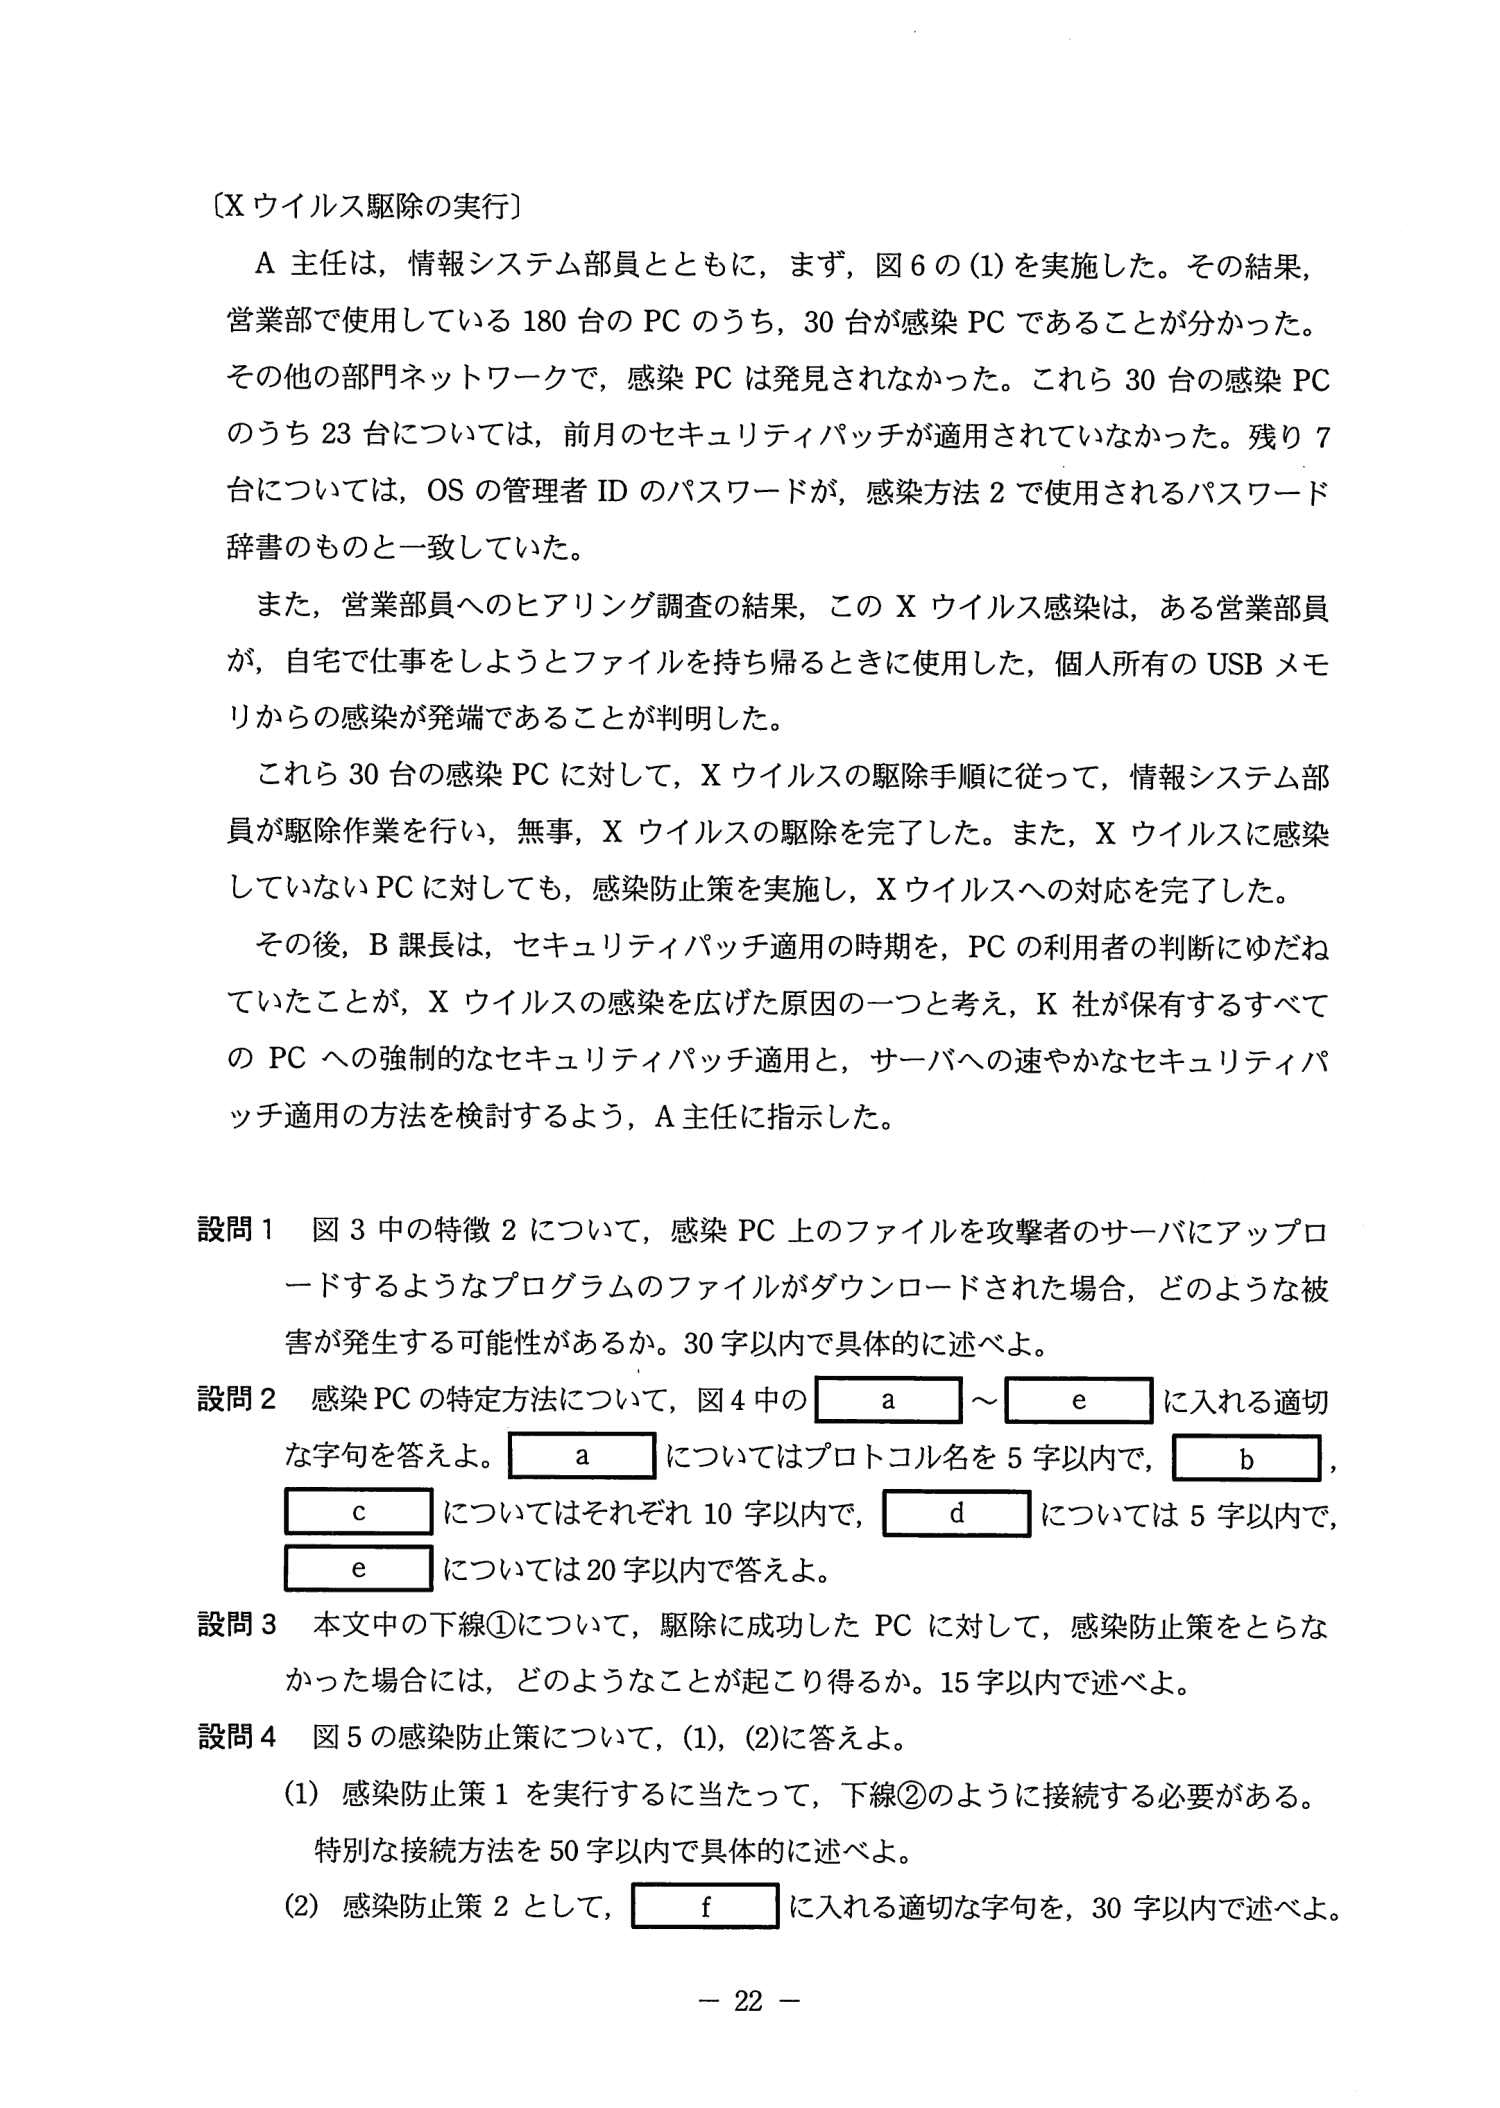 〔X ウイルス駆除の実行〕
A 主任は，情報システム部員とともに，まず，図 6 の (1) を実施した。その結果，
営業部で使用している 180 台の PC のうち，30 台が感染 PC であることが分かった。
その他の部門ネットワークで，感染 PC は発見されなかった。これら 30 台の感染 PC
のうち 23 台については，前月のセキュリティパッチが適用されていなかった。残り 7
台については，OS の管理者 ID のパスワードが，感染方法 2 で使用されるパスワード
辞書のものと一致していた。
また，営業部員へのヒアリング調査の結果，この X ウイルス感染は，ある営業部員
が，自宅で仕事をしようとファイルを持ち帰るときに使用した，個人所有の USB メモ
リからの感染が発端であることが判明した。
これら 30 台の感染 PC に対して，X ウイルスの駆除手順に従って，情報システム部
員が駆除作業を行い，無事，X ウイルスの駆除を完了した。また，X ウイルスに感染
していない PC に対しても，感染防止策を実施し，X ウイルスへの対応を完了した。
その後，B 課長は，セキュリティパッチ適用の時期を，PC の利用者の判断にゆだね
ていたことが，X ウイルスの感染を広げた原因の一つと考え，K 社が保有するすべて
の PC への強制的なセキュリティパッチ適用と，サーバへの速やかなセキュリティパ
ッチ適用の方法を検討するよう，A 主任に指示した。
設問 1 図 3 中の特徴 2 について，感染 PC 上のファイルを攻撃者のサーバにアップロ
ードするようなプログラムのファイルがダウンロードされた場合，どのような被
害が発生する可能性があるか。30 字以内で具体的に述べよ。
設問 2 感染 PC の特定方法について，図 4 中の a ～ e に入れる適切
な字句を答えよ。 a についてはプロトコル名を 5 字以内で， b ，
c についてはそれぞれ 10 字以内で， d については 5 字以内で，
e については 20 字以内で答えよ。
設問 3 本文中の下線①について，駆除に成功した PC に対して，感染防止策をとらな
かった場合には，どのようなことが起こり得るか。15 字以内で述べよ。
設問 4 図 5 の感染防止策について，(1)，(2)に答えよ。
(1) 感染防止策 1 を実行するに当たって，下線②のように接続する必要がある。
特別な接続方法を 50 字以内で具体的に述べよ。
(2) 感染防止策 2 として， f に入れる適切な字句を，30 字以内で述べよ。
― 22 ―